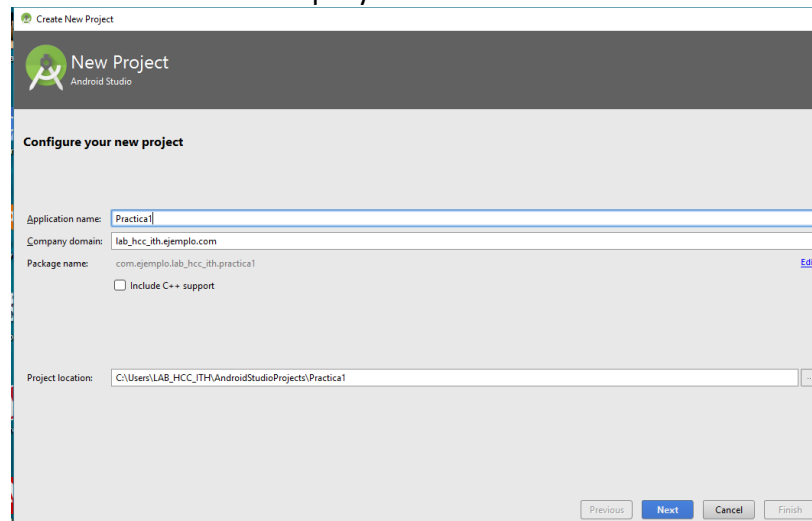 Create New Project
New Project
Android Studio
Configure your new project
Application name: Practica1
Company domain: lab_hcc_ith.ejemplo.com
Package name: com.ejemplo.lab_hcc_ith.practica1 Edi
Include C++ support
Project location: C:\Users\LAB_HCC_ITH\AndroidStudioProjects\Practica1 ...
Previous Next Cancel Finish